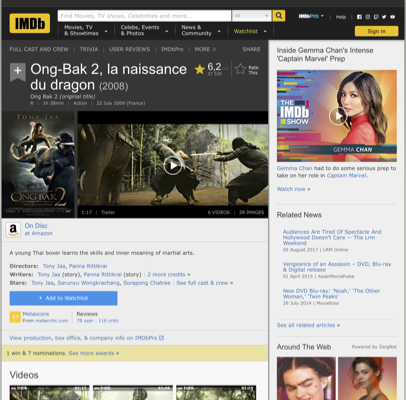 IMDb
Find Movies, TV shows, Celebrities and more...
All
IMDbPro
Help
Movies, TV & Showtimes
Celebs, Events & Photos
News & Community
Watchlist
Sign in
FULL CAST AND CREW | TRIVIA | USER REVIEWS | IMDbPro | MORE
SHARE
Ong-Bak 2, la naissance
du dragon (2008)
6,2
Rate
This
Ong Bak 2 (original title)
R | 1h 38min | Action | 22 July 2009 (France)
TONY JAA
ONG BAK 2
1:17 | Trailer
6 VIDEOS | 29 IMAGES
On Disc
at Amazon
A young Thai boxer learns the skills and inner meaning of martial arts.
Directors: Tony Jaa, Panna Rittikrai
Writers: Tony Jaa (story), Panna Rittikrai (story) | 2 more credits »
Stars: Tony Jaa, Sarunyu Wongkrachang, Sorapong Chatree | See full cast & crew »
+ Add to Watchlist
Metascore
From metacritic.com
Reviews
78 user | 116 critic
View production, box office, & company info on IMDbPro
1 win & 7 nominations. See more awards »
Videos
Inside Gemma Chan's Intense
'Captain Marvel' Prep
THE
IMDb
SHOW
GEMMA CHAN
Gemma Chan had to do some serious prep to
take on her role in Captain Marvel.
Watch now »
Related News
Audiences Are Tired Of Spectacle And
Hollywood Doesn't Care -- The Lrm
Weekend
05 August 2017 | LRM Online
Vengeance of an Assassin – DVD, Blu-ray
& Digital release
01 April 2015 | AsianMoviePulse
New DVD Blu-ray: 'Noah,' 'The Other
Woman,' 'Twin Peaks'
29 July 2014 | Moviefone
See all related articles »
Around The Web
Powered by ZergNet